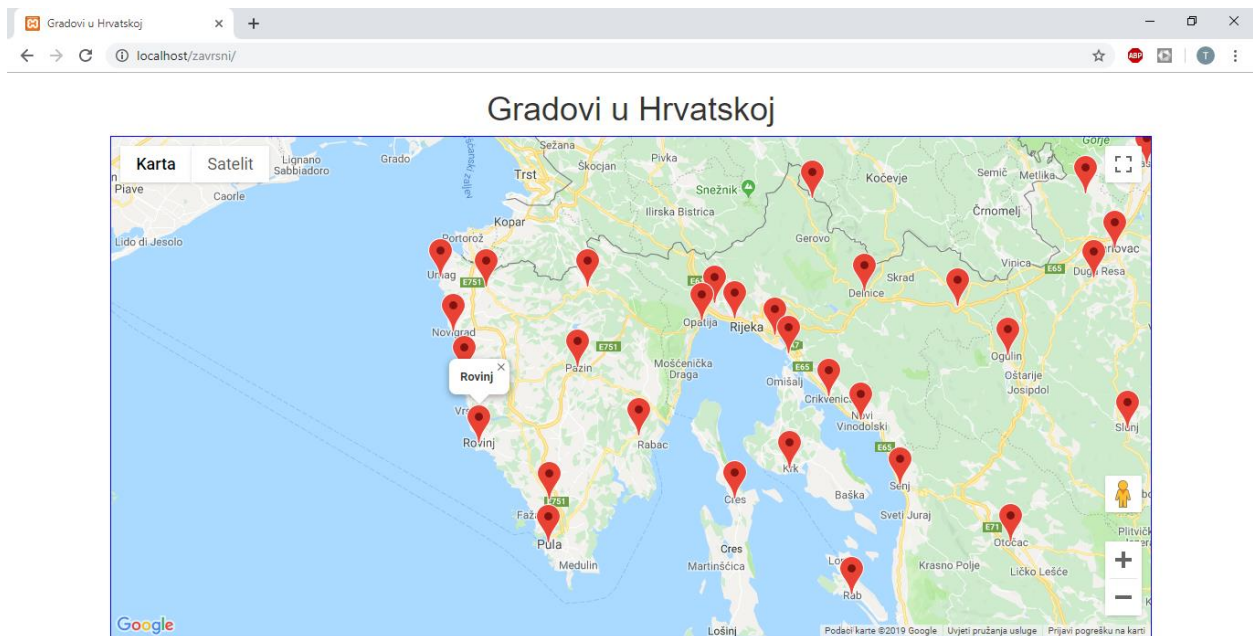 Gradovi u Hrvatskoj
localhost/zavrsni/
ABP
T
Gradovi u Hrvatskoj
Karta
Satelit
Lignano
Sabbiadoro
Grado
Sežana
Škocjan
Pivka
Trst
Piave
Caorle
Snežnik
Kočevje
Semič
Metlika
Gorje
Ilirska Bistrica
Črnomelj
Kopar
Lido di Jesolo
Portorož
Gerovo
Vinica
E65
Duga Resa
Umag
E751
Skrad
Delnice
Opatija
Rijeka
Novigrad
E751
Pazin
Mošćenička
Draga
Ogulin
Oštarije
Josipdol
E65
Omišalj
Crikvenica
Rovinj
Novi
Vinodolski
Slunj
Rovinj
Rabac
E65
Krk
Senj
Baška
Cres
E751
Sveti Juraj
E71
Otočac
Pula
Medulin
Cres
Martinšćica
Rab
Krasno Polje
Ličko Lešće
Google
Lošinj
Podaci karte ©2019 Google
Uvjeti pružanja usluge
Prijavi pogrešku na karti